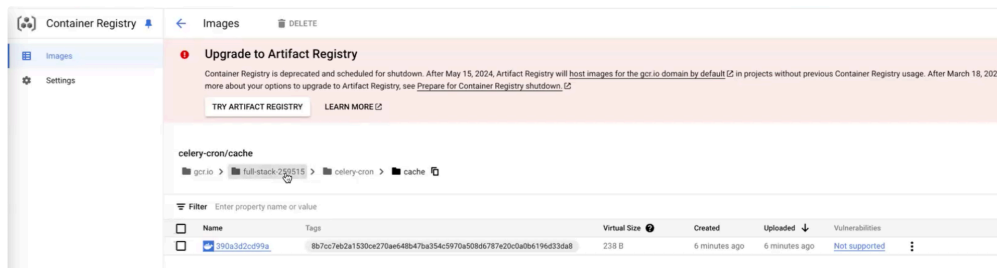 Container Registry
Images
DELETE
Images
Settings
Upgrade to Artifact Registry
Container Registry is deprecated and scheduled for shutdown. After May 15, 2024, Artifact Registry will host images for the gcr.io domain by default in projects without previous Container Registry usage. After March 18, 202
more about your options to upgrade to Artifact Registry, see Prepare for Container Registry shutdown.
TRY ARTIFACT REGISTRY LEARN MORE
celery-cron/cache
gcr.io > full-stack-259515 > celery-cron > cache
Filter Enter property name or value
Name Tags Virtual Size Created Uploaded Vulnerabilities
390a3d2cd99a 8b7cc7eb2a1530ce270ae648b47ba354c5970a508d6787e20c0a0b6196d33da8 238 B 6 minutes ago 6 minutes ago Not supported